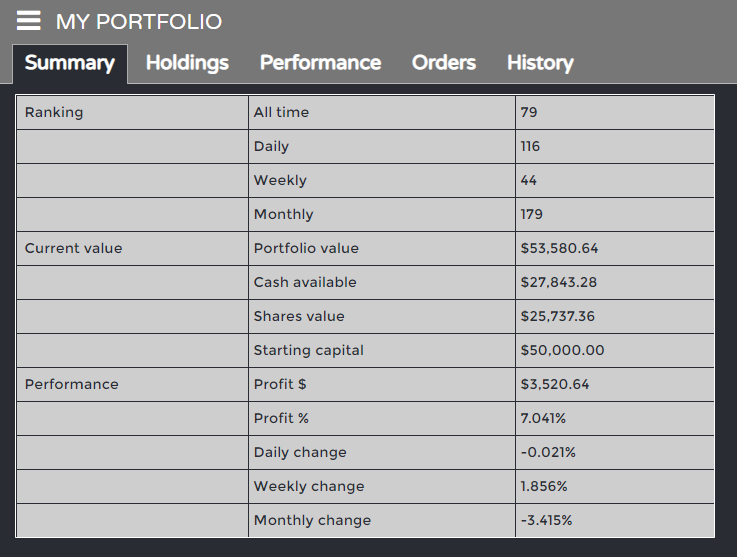 MY PORTFOLIO
Summary Holdings Performance Orders History
Ranking All time 79
Daily 116
Weekly 44
Monthly 179
Current value Portfolio value $53,580.64
Cash available $27,843.28
Shares value $25,737.36
Starting capital $50,000.00
Performance Profit $ $3,520.64
Profit % 7.041%
Daily change -0.021%
Weekly change 1.856%
Monthly change -3.415%